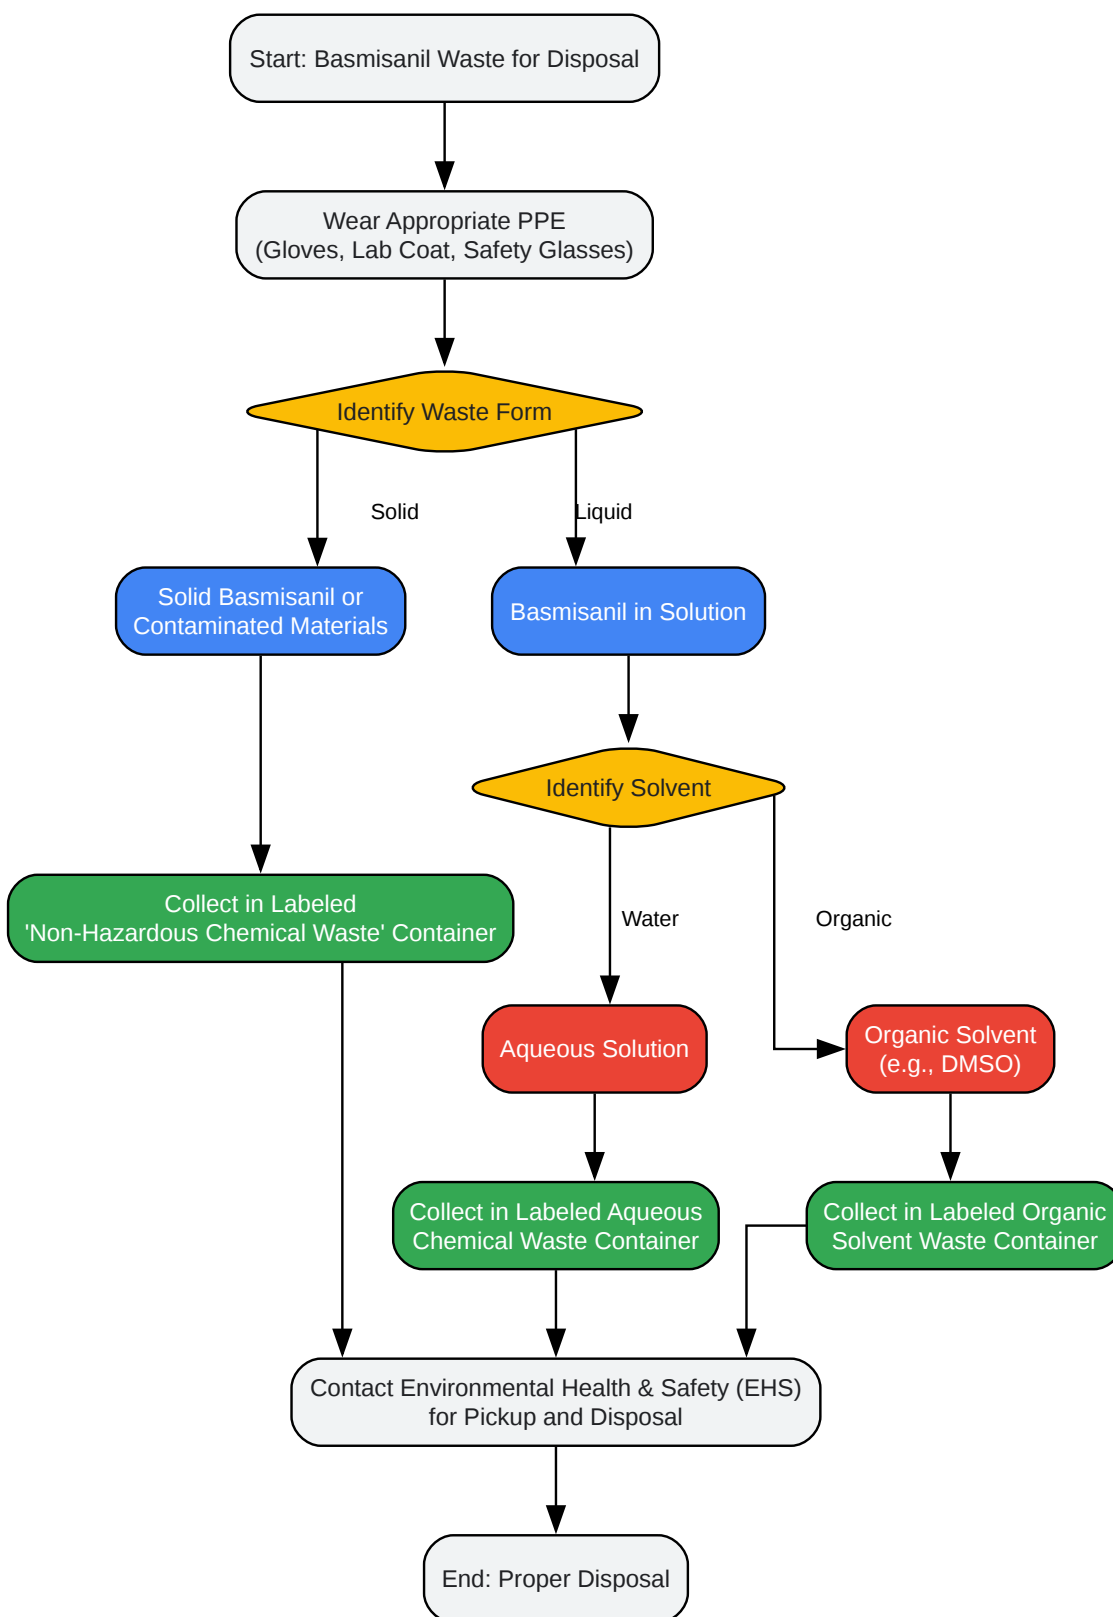 Start: Basmisanil Waste for Disposal
Wear Appropriate PPE
(Gloves, Lab Coat, Safety Glasses)
Identify Waste Form
Solid
Liquid
Solid Basmisanil or
Contaminated Materials
Basmisanil in Solution
Identify Solvent
Collect in Labeled
'Non-Hazardous Chemical Waste' Container
Water
Organic
Aqueous Solution
Organic Solvent
(e.g., DMSO)
Collect in Labeled Aqueous
Chemical Waste Container
Collect in Labeled Organic
Solvent Waste Container
Contact Environmental Health & Safety (EHS)
for Pickup and Disposal
End: Proper Disposal